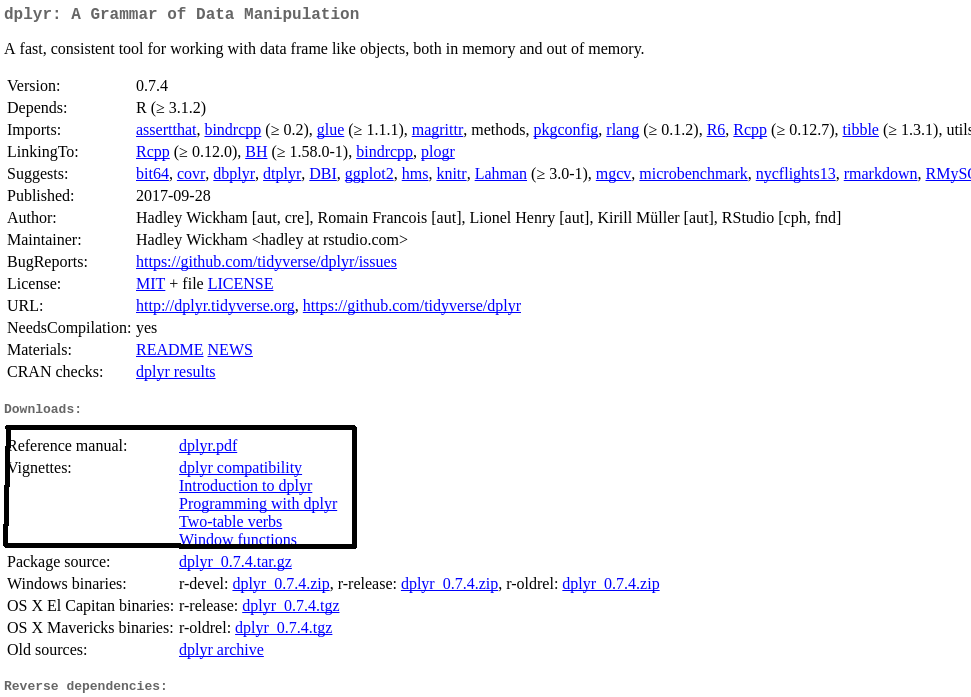 dplyr: A Grammar of Data Manipulation
A fast, consistent tool for working with data frame like objects, both in memory and out of memory.
Version: 0.7.4
Depends: R (≥ 3.1.2)
Imports: assertthat, bindrcpp (≥ 0.2), glue (≥ 1.1.1), magrittr, methods, pkgconfig, rlang (≥ 0.1.2), R6, Rcpp (≥ 0.12.7), tibble (≥ 1.3.1), utils
LinkingTo: Rcpp (≥ 0.12.0), BH (≥ 1.58.0-1), bindrcpp, plogr
Suggests: bit64, covr, dbplyr, dtplyr, DBI, ggplot2, hms, knitr, Lahman (≥ 3.0-1), mgcv, microbenchmark, nycflights13, rmarkdown,
Published: 2017-09-28
Author: Hadley Wickham [aut, cre], Romain Francois [aut], Lionel Henry [aut], Kirill Müller [aut], RStudio [cph, fnd]
Maintainer: Hadley Wickham <hadley at rstudio.com>
BugReports: https://github.com/tidyverse/dplyr/issues
License: MIT + file LICENSE
URL: http://dplyr.tidyverse.org, https://github.com/tidyverse/dplyr
NeedsCompilation: yes
Materials: README NEWS
CRAN checks: dplyr results
Downloads:
Reference manual: dplyr.pdf
Vignettes: dplyr compatibility
Introduction to dplyr
Programming with dplyr
Two-table verbs
Window functions
Package source: dplyr_0.7.4.tar.gz
Windows binaries: r-devel: dplyr_0.7.4.zip, r-release: dplyr_0.7.4.zip, r-oldrel: dplyr_0.7.4.zip
OS X El Capitan binaries: r-release: dplyr_0.7.4.tgz
OS X Mavericks binaries: r-oldrel: dplyr_0.7.4.tgz
Old sources: dplyr archive
Reverse dependencies: